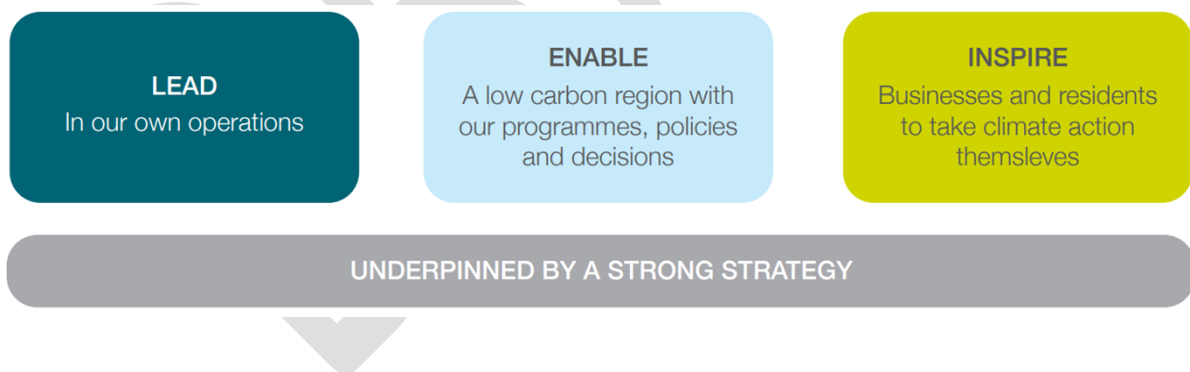 LEAD
In our own operations
ENABLE
A low carbon region with
our programmes, policies
and decisions
INSPIRE
Businesses and residents
to take climate action
themsleves
UNDERPINNED BY A STRONG STRATEGY